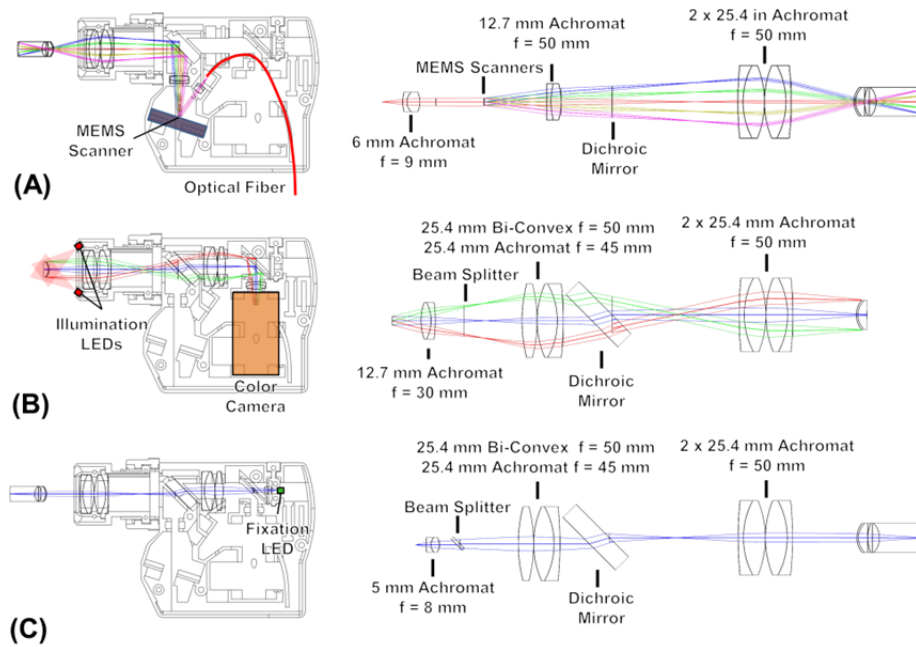 MEMS
Scanner
Optical Fiber
(A)
12.7 mm Achromat
f = 50 mm
2 x 25.4 in Achromat
f = 50 mm
MEMS Scanners
6 mm Achromat
f = 9 mm
Dichroic
Mirror
Illumination
LEDs
Color
Camera
(B)
25.4 mm Bi-Convex f = 50 mm
25.4 mm Achromat f = 45 mm
2 x 25.4 mm Achromat
f = 50 mm
Beam Splitter
12.7 mm Achromat
f = 30 mm
Dichroic
Mirror
Fixation
LED
(C)
25.4 mm Bi-Convex f = 50 mm
25.4 mm Achromat f = 45 mm
2 x 25.4 mm Achromat
f = 50 mm
Beam Splitter
5 mm Achromat
f = 8 mm
Dichroic
Mirror